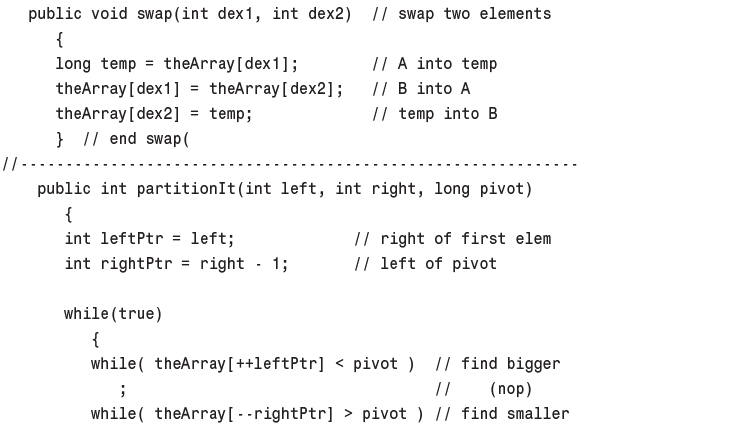 public void swap(int dex1, int dex2)  // swap two elements
{
long temp = theArray[dex1];        // A into temp
theArray[dex1] = theArray[dex2];   // B into A
theArray[dex2] = temp;             // temp into B
}  // end swap(
//--------------------------------------------------------------
public int partitionIt(int left, int right, long pivot)
{
int leftPtr = left;             // right of first elem
int rightPtr = right - 1;       // left of pivot
while(true)
{
while( theArray[++leftPtr] < pivot )  // find bigger
;                                  //    (nop)
while( theArray[--rightPtr] > pivot ) // find smaller